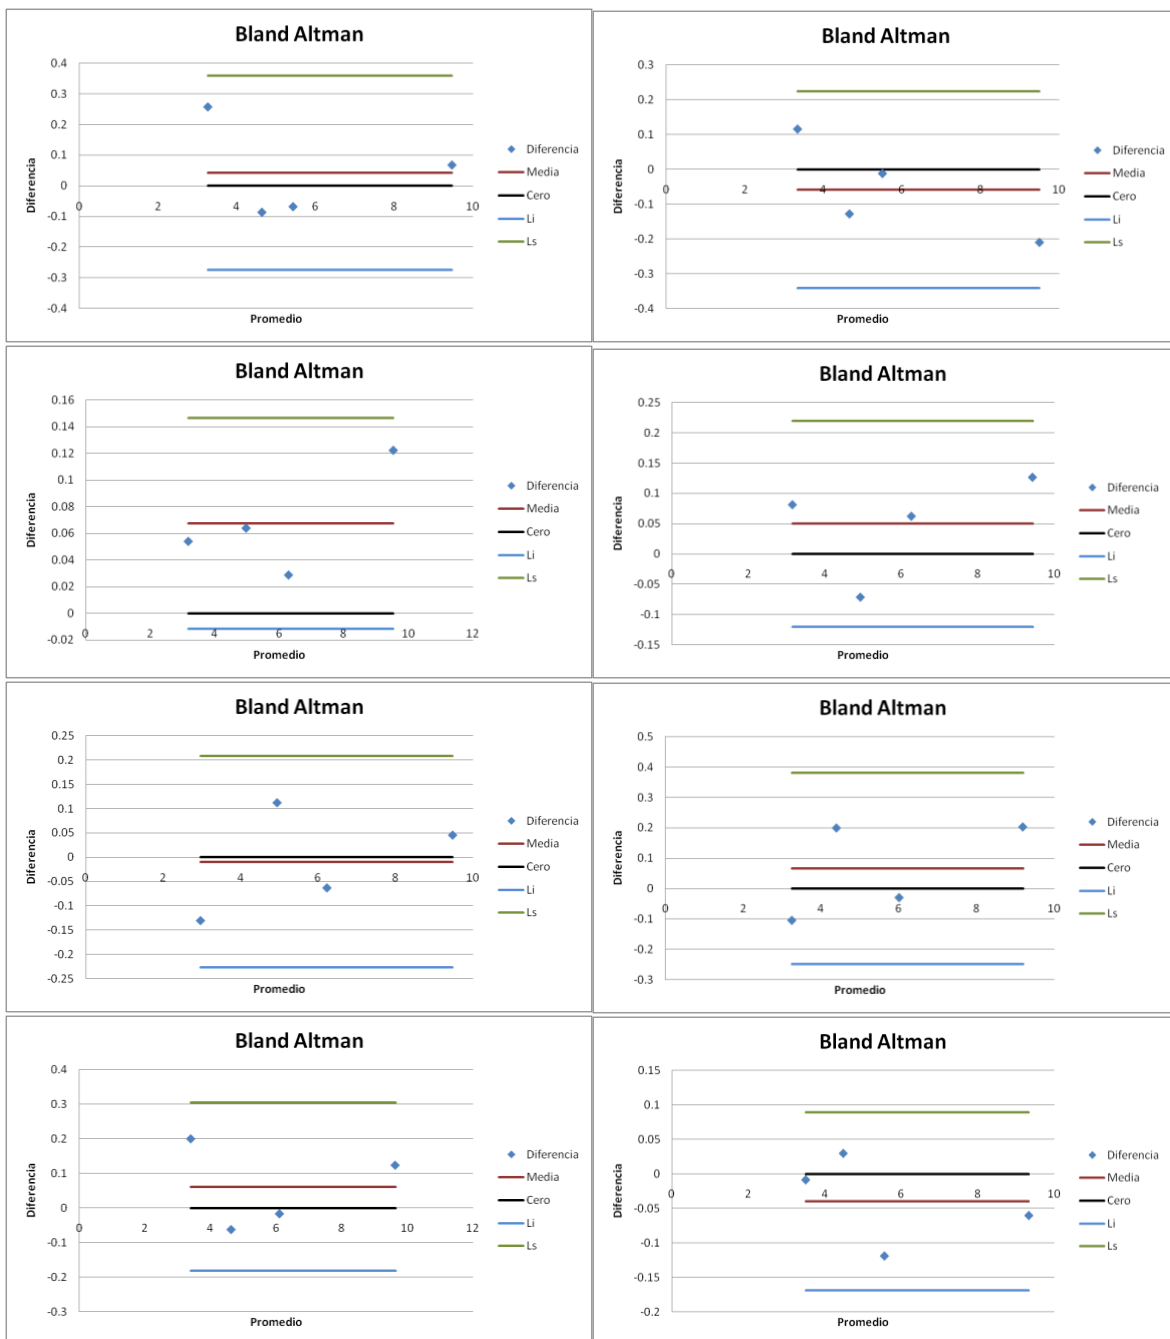 Bland Altman
0.4
0.3
0.2
0.1
0
-0.1
-0.2
-0.3
-0.4
0 2 4 6 8 10
Diferencia
Promedio
Diferencia
Media
Cero
Li
Ls
Bland Altman
0.3
0.2
0.1
0
-0.1
-0.2
-0.3
-0.4
0 2 4 6 8 10
Diferencia
Promedio
Diferencia
Media
Cero
Li
Ls
Bland Altman
0.16
0.14
0.12
0.1
0.08
0.06
0.04
0.02
0
-0.02
0 2 4 6 8 10 12
Diferencia
Promedio
Diferencia
Media
Cero
Li
Ls
Bland Altman
0.25
0.2
0.15
0.1
0.05
0
-0.05
-0.1
-0.15
0 2 4 6 8 10
Diferencia
Promedio
Diferencia
Media
Cero
Li
Ls
Bland Altman
0.25
0.2
0.15
0.1
0.05
0
-0.05
-0.1
-0.15
-0.2
-0.25
0 2 4 6 8 10
Diferencia
Promedio
Diferencia
Media
Cero
Li
Ls
Bland Altman
0.5
0.4
0.3
0.2
0.1
0
-0.1
-0.2
-0.3
0 2 4 6 8 10
Diferencia
Promedio
Diferencia
Media
Cero
Li
Ls
Bland Altman
0.4
0.3
0.2
0.1
0
-0.1
-0.2
-0.3
0 2 4 6 8 10 12
Diferencia
Promedio
Diferencia
Media
Cero
Li
Ls
Bland Altman
0.15
0.1
0.05
0
-0.05
-0.1
-0.15
-0.2
0 2 4 6 8 10
Diferencia
Promedio
Diferencia
Media
Cero
Li
Ls